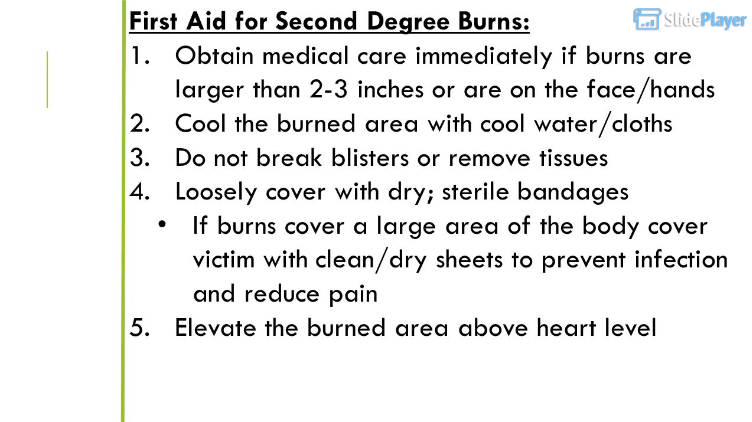 First Aid for Second Degree Burns:
SlidePlayer
1. Obtain medical care immediately if burns are
larger than 2-3 inches or are on the face/hands
2. Cool the burned area with cool water/cloths
3. Do not break blisters or remove tissues
4. Loosely cover with dry; sterile bandages
• If burns cover a large area of the body cover
victim with clean/dry sheets to prevent infection
and reduce pain
5. Elevate the burned area above heart level